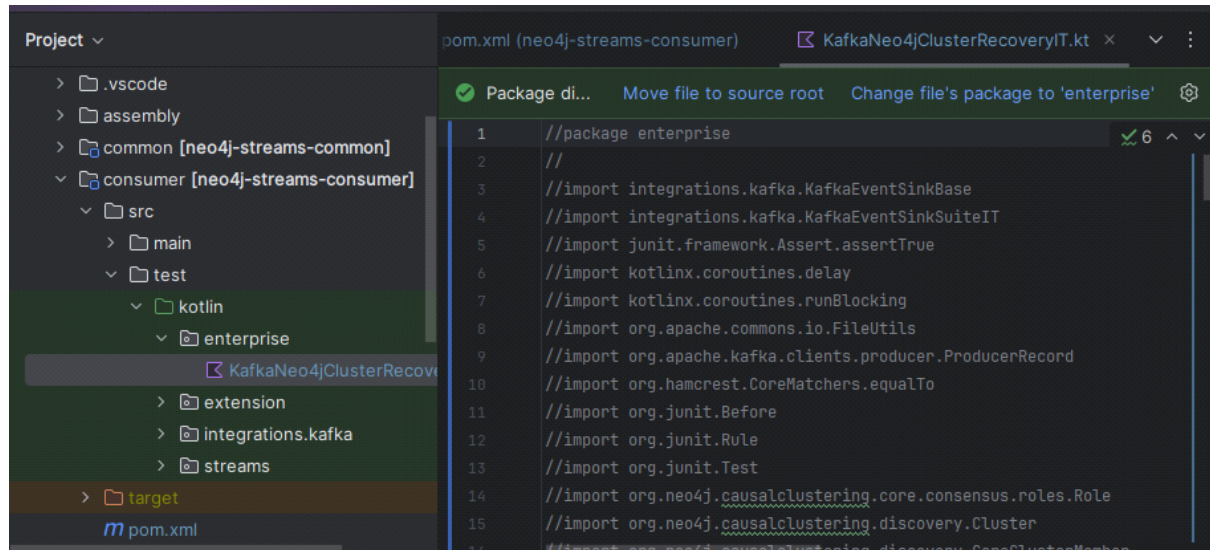 Project
.vscode
assembly
common [neo4j-streams-common]
consumer [neo4j-streams-consumer]
src
main
test
kotlin
enterprise
KafkaNeo4jClusterRecove
extension
integrations.kafka
streams
target
m pom.xml
pom.xml (neo4j-streams-consumer)
KafkaNeo4jClusterRecoveryIT.kt
Package di... Move file to source root Change file's package to 'enterprise'
6
1 //package enterprise
2 //
3 //import integrations.kafka.KafkaEventSinkBase
4 //import integrations.kafka.KafkaEventSinkSuiteIT
5 //import junit.framework.Assert.assertTrue
6 //import kotlinx.coroutines.delay
7 //import kotlinx.coroutines.runBlocking
8 //import org.apache.commons.io.FileUtils
9 //import org.apache.kafka.clients.producer.ProducerRecord
10 //import org.hamcrest.CoreMatchers.equalTo
11 //import org.junit.Before
12 //import org.junit.Rule
13 //import org.junit.Test
14 //import org.neo4j.causalclustering.core.consensus.roles.Role
15 //import org.neo4j.causalclustering.discovery.Cluster
//import org.neo4j.causalclustering.discovery.CoreClusterMember